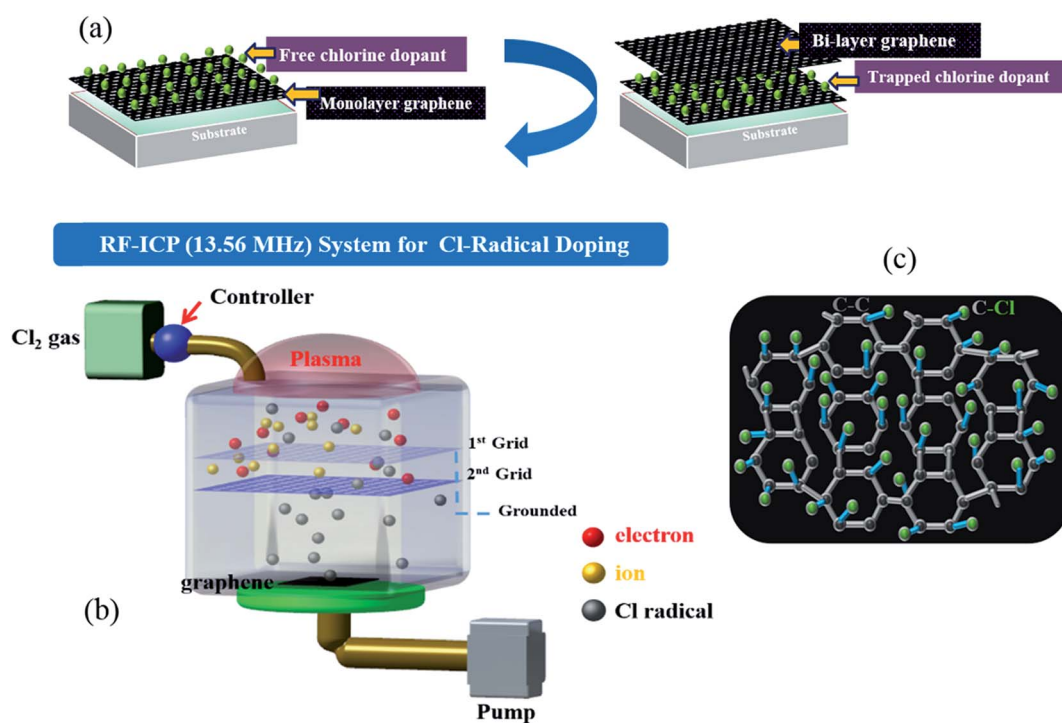 (a)
Free chlorine dopant
Monolayer graphene
Substrate
Bi-layer graphene
Trapped chlorine dopant
Substrate
RF-ICP (13.56 MHz) System for Cl-Radical Doping
(b)
Controller
Cl₂ gas
Plasma
1st Grid
2nd Grid
Grounded
graphene
electron
ion
Cl radical
Pump
(c)
C-C
C-Cl